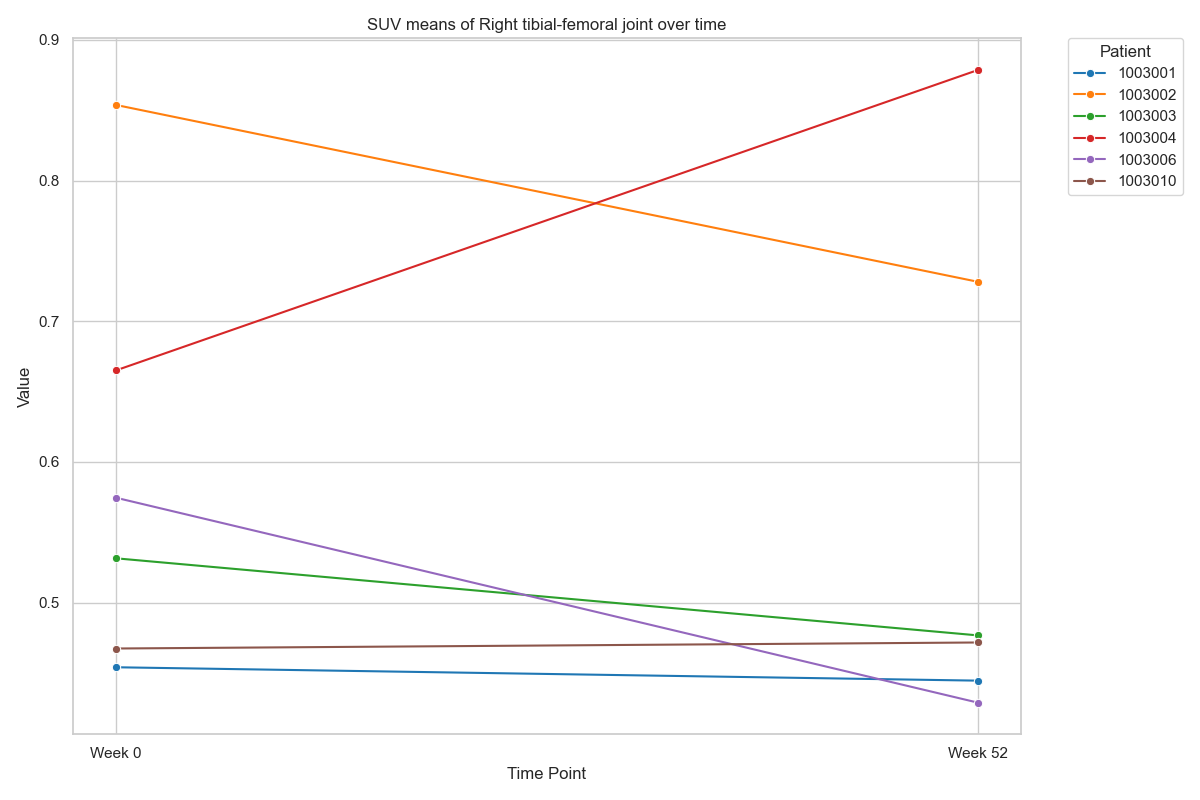 SUV means of Right tibial-femoral joint over time
0.9
0.8
0.7
0.6
0.5
Value
Week 0
Week 52
Time Point
Patient
1003001
1003002
1003003
1003004
1003006
1003010